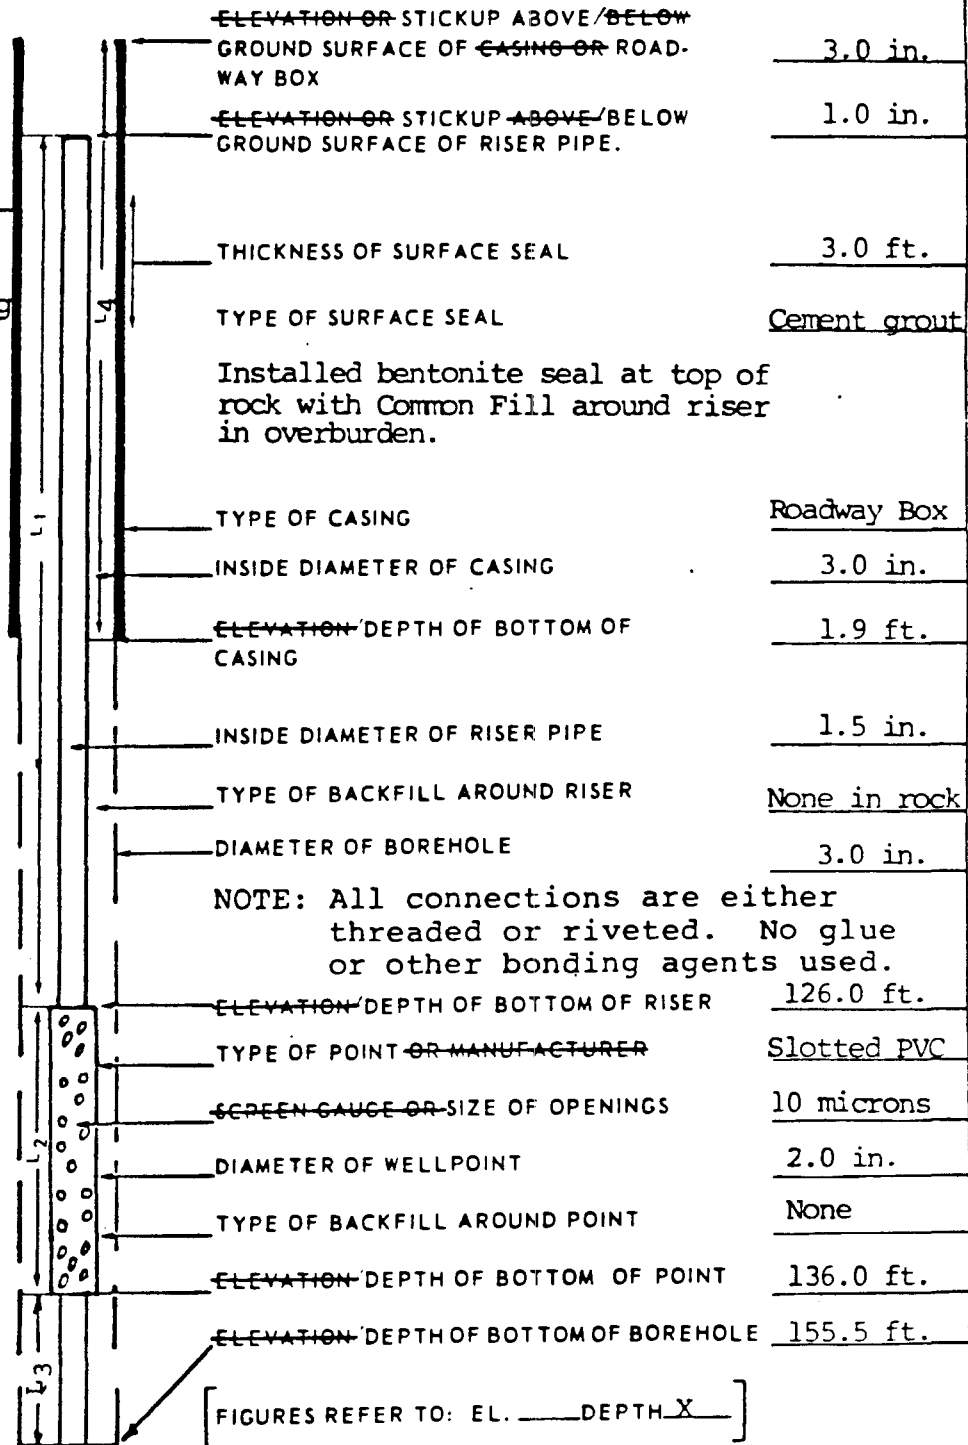 ELEVATION OR STICKUP ABOVE/BELOW
GROUND SURFACE OF CASING OR ROAD-
WAY BOX
3.0 in.
ELEVATION OR STICKUP ABOVE/BELOW
GROUND SURFACE OF RISER PIPE.
1.0 in.
THICKNESS OF SURFACE SEAL
3.0 ft.
TYPE OF SURFACE SEAL
Cement grout
Installed bentonite seal at top of
rock with Common Fill around riser
in overburden.
TYPE OF CASING
Roadway Box
INSIDE DIAMETER OF CASING
3.0 in.
ELEVATION/DEPTH OF BOTTOM OF
CASING
1.9 ft.
INSIDE DIAMETER OF RISER PIPE
1.5 in.
TYPE OF BACKFILL AROUND RISER
None in rock
DIAMETER OF BOREHOLE
3.0 in.
NOTE: All connections are either
threaded or riveted. No glue
or other bonding agents used.
ELEVATION/DEPTH OF BOTTOM OF RISER
126.0 ft.
TYPE OF POINT OR MANUFACTURER
Slotted PVC
SCREEN GAUGE OR SIZE OF OPENINGS
10 microns
DIAMETER OF WELLPOINT
2.0 in.
TYPE OF BACKFILL AROUND POINT
None
ELEVATION/DEPTH OF BOTTOM OF POINT
136.0 ft.
ELEVATION/DEPTH OF BOTTOM OF BOREHOLE
155.5 ft.
[FIGURES REFER TO: EL. ____DEPTH X ]
L1
L4
L2
L3